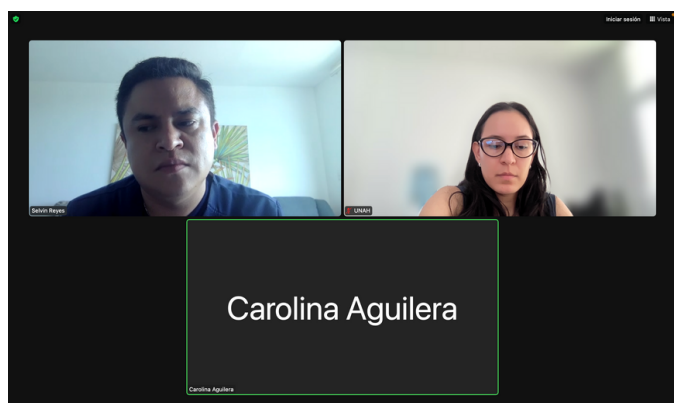 Iniciar sesión
Vista
Selvin Reyes
UNAH
Carolina Aguilera
Carolina Aguilera